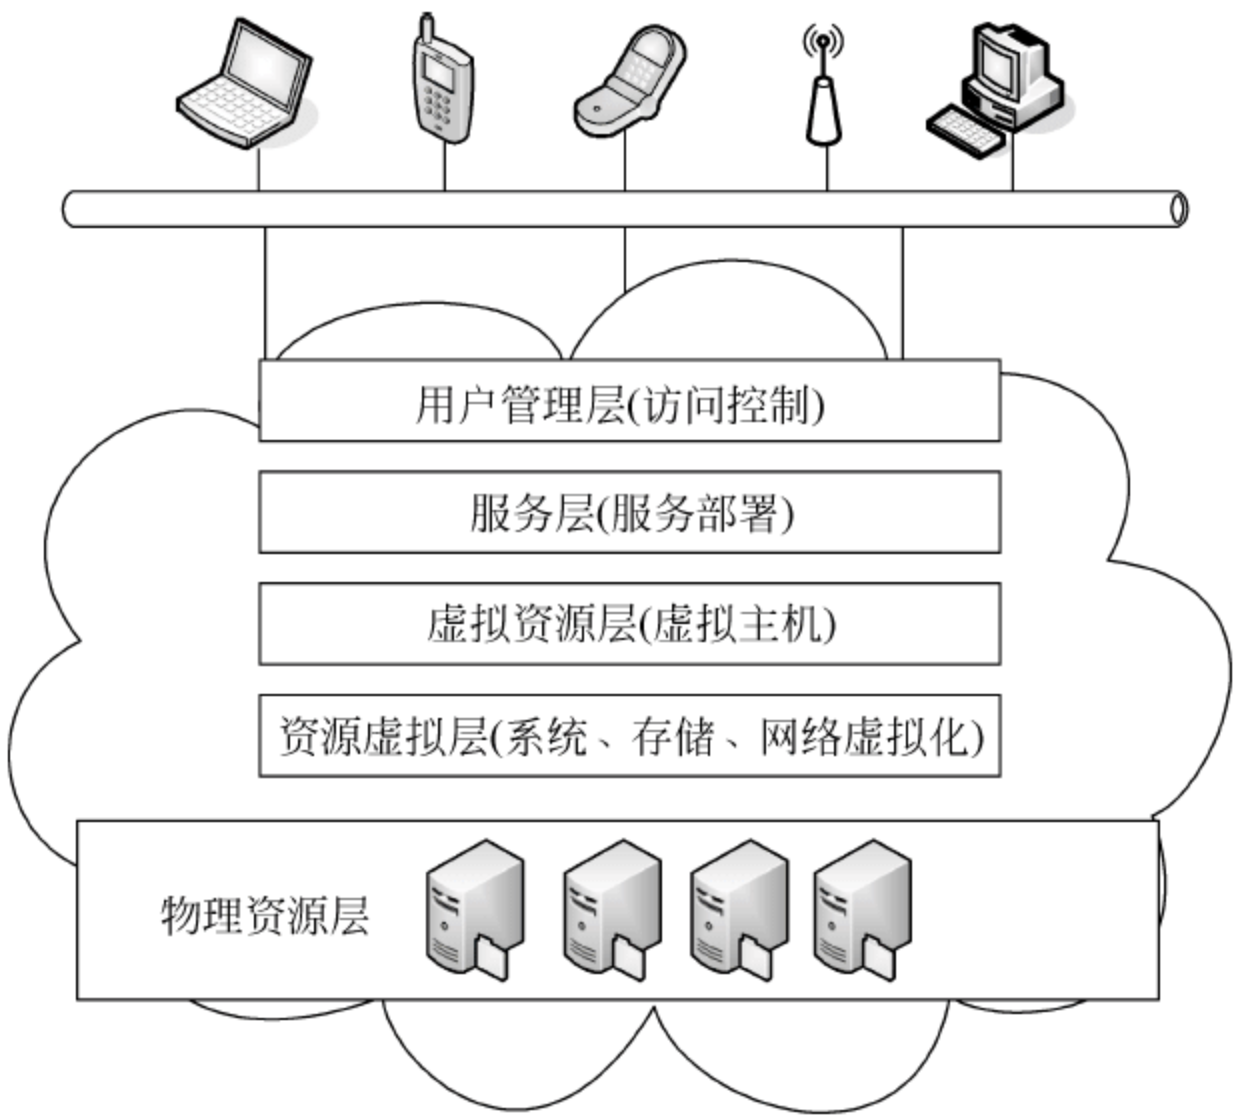 用户管理层(访问控制)
服务层(服务部署)
虚拟资源层(虚拟主机)
资源虚拟层(系统、存储、网络虚拟化)
物理资源层